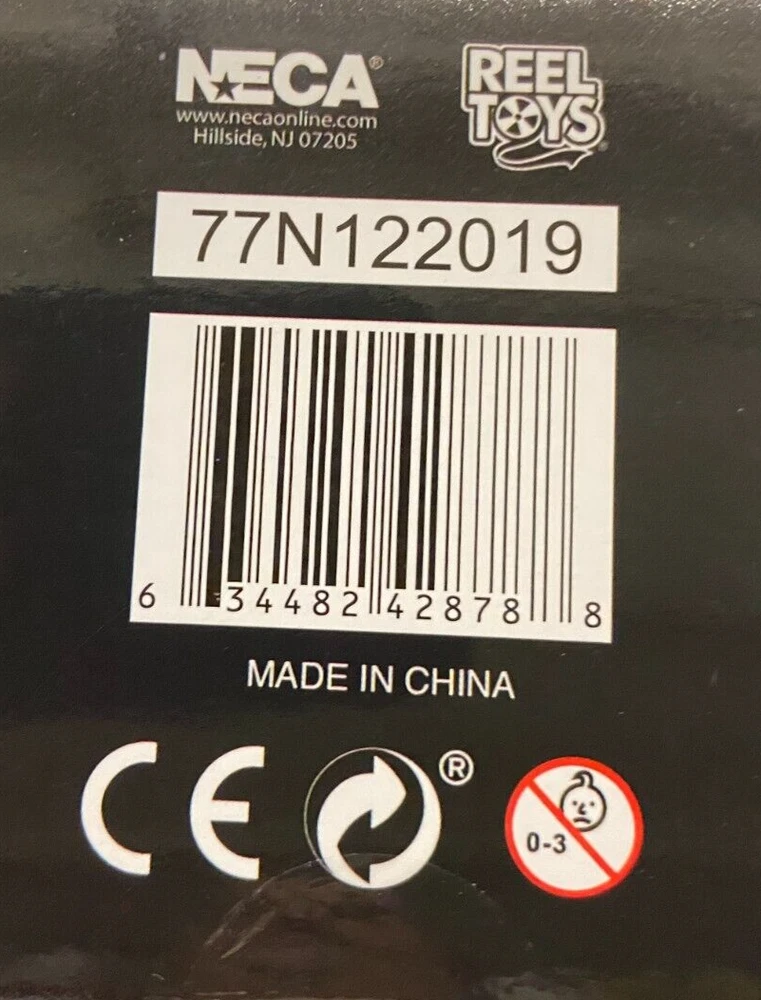 NECA®
www.necaonline.com
Hillside, NJ 07205
REEL
TOYS
77N122019
6 34482 42878 8
MADE IN CHINA
CE ®
0-3